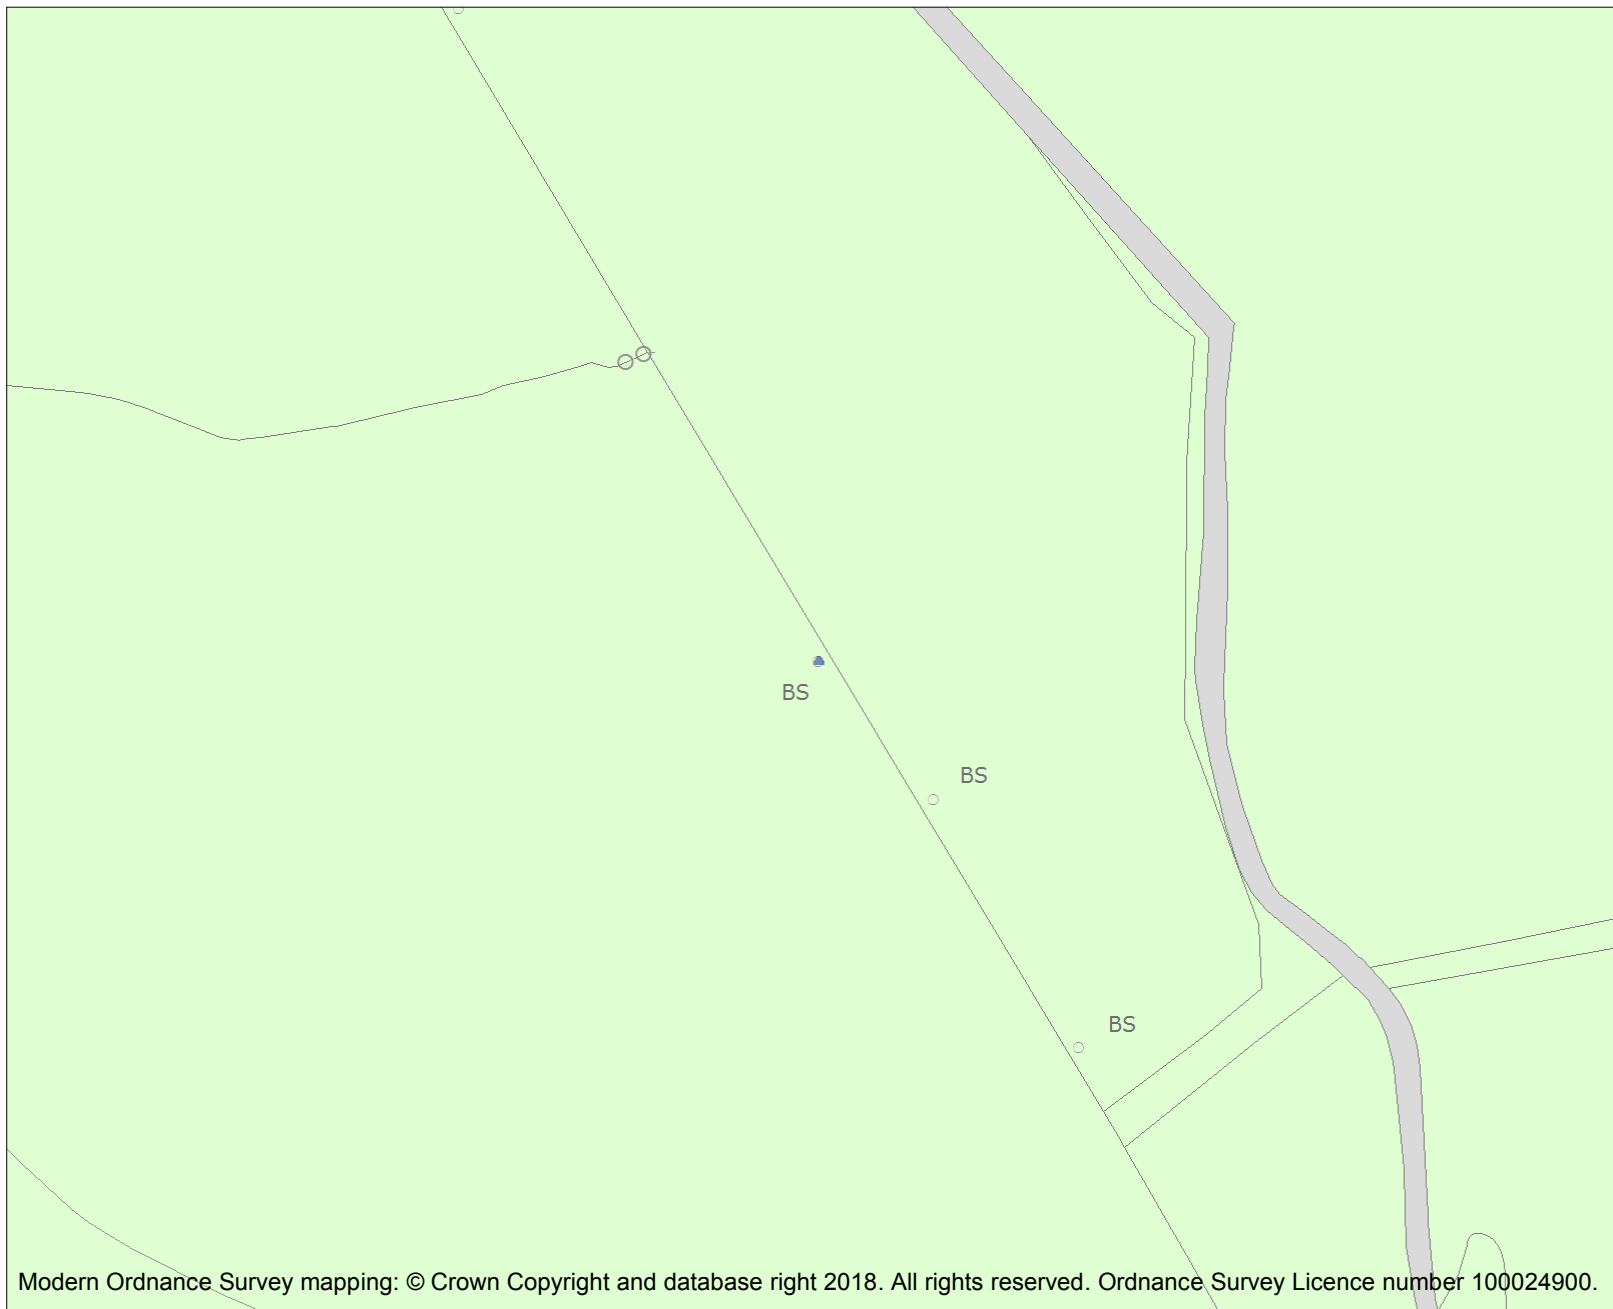 BS
BS
BS
Modern Ordnance Survey mapping: © Crown Copyright and database right 2018. All rights reserved. Ordnance Survey Licence number 100024900.